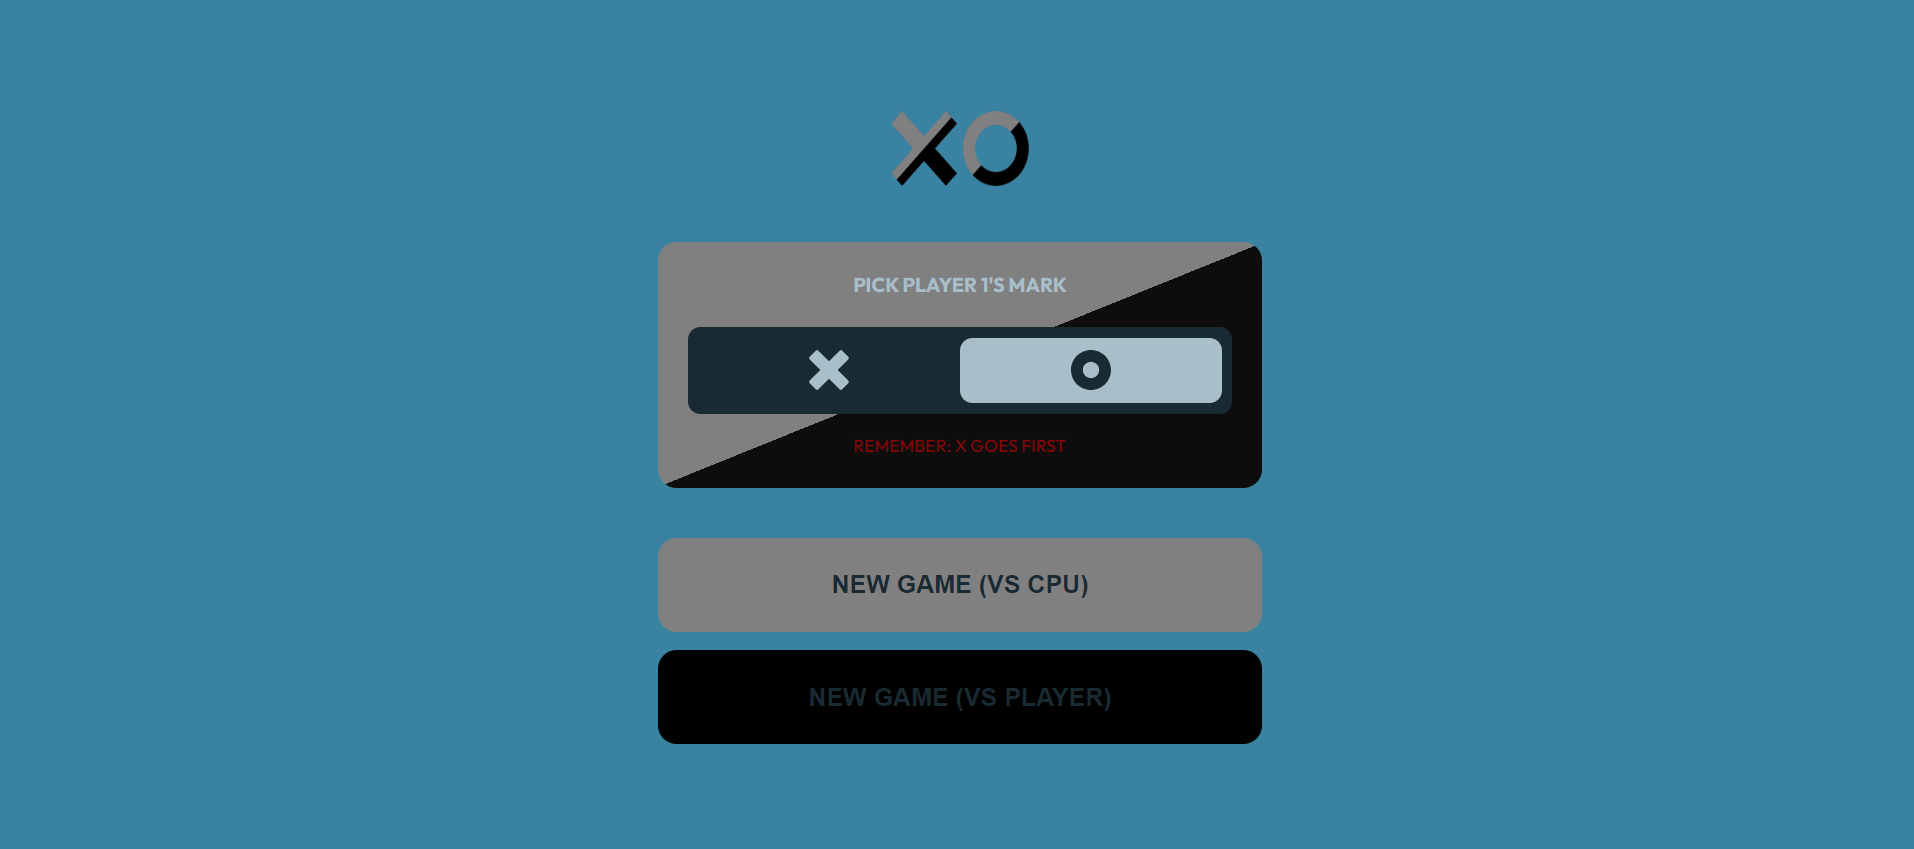 XO
PICK PLAYER 1'S MARK
REMEMBER: X GOES FIRST
NEW GAME (VS CPU)
NEW GAME (VS PLAYER)